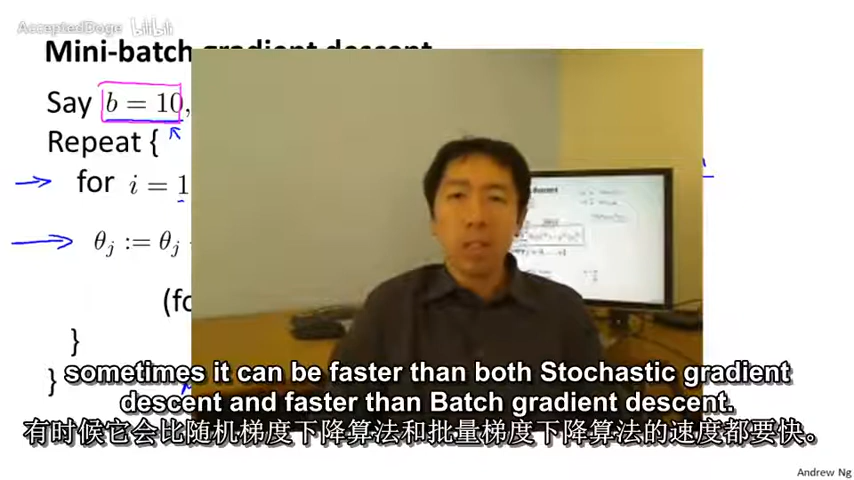 AcceptedDoge bilibili
Mini-batch gradient descent
Say b = 10,
Repeat {
for i = 1
θj := θj
(fo
}
}
sometimes it can be faster than both Stochastic gradient
descent and faster than Batch gradient descent.
有时候它会比随机梯度下降算法和批量梯度下降算法的速度都要快。
Andrew Ng